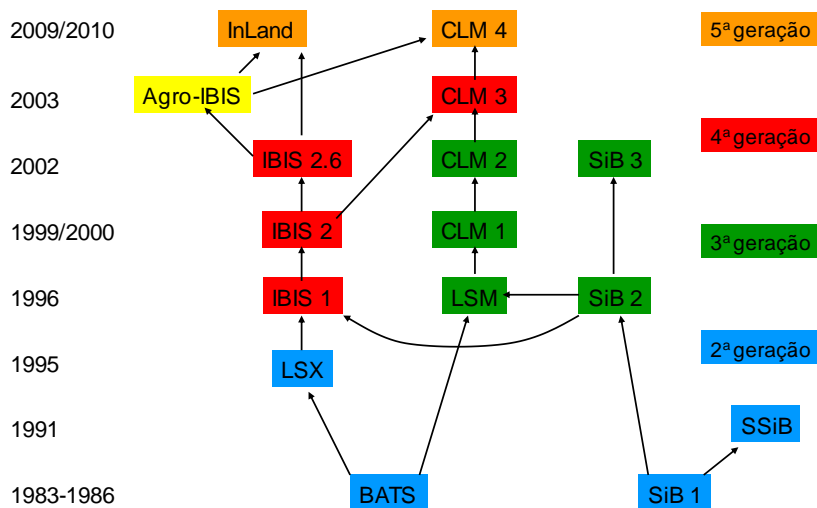 2009/2010 InLand CLM 4 5ª geração
2003 Agro-IBIS CLM 3
4ª geração
2002 IBIS 2.6 CLM 2 SiB 3
1999/2000 IBIS 2 CLM 1 3ª geração
1996 IBIS 1 LSM SiB 2
2ª geração
1995 LSX
1991 SSiB
1983-1986 BATS SiB 1